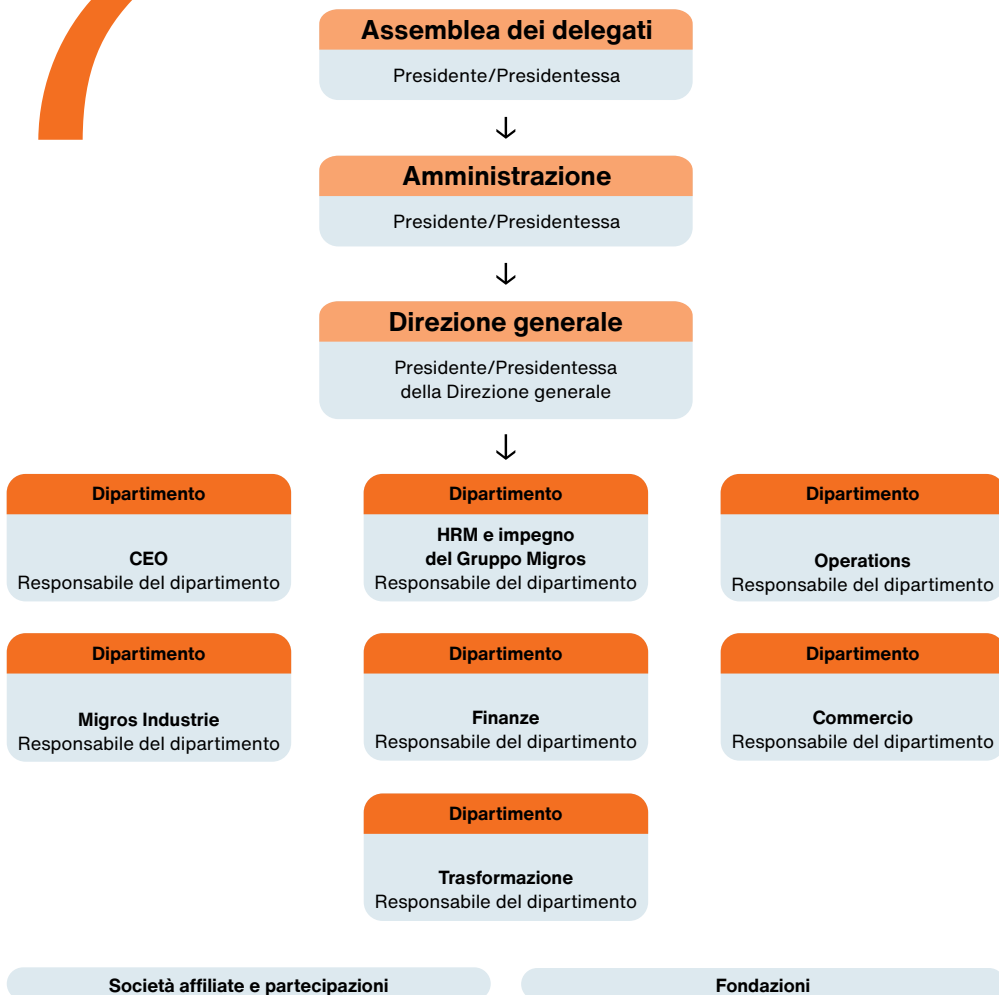 Assemblea dei delegati
Presidente/Presidentessa
↓
Amministrazione
Presidente/Presidentessa
↓
Direzione generale
Presidente/Presidentessa
della Direzione generale
↓
Dipartimento
CEO
Responsabile del dipartimento
Dipartimento
HRM e impegno
del Gruppo Migros
Responsabile del dipartimento
Dipartimento
Operations
Responsabile del dipartimento
Dipartimento
Migros Industrie
Responsabile del dipartimento
Dipartimento
Finanze
Responsabile del dipartimento
Dipartimento
Commercio
Responsabile del dipartimento
Dipartimento
Trasformazione
Responsabile del dipartimento
Società affiliate e partecipazioni
Fondazioni